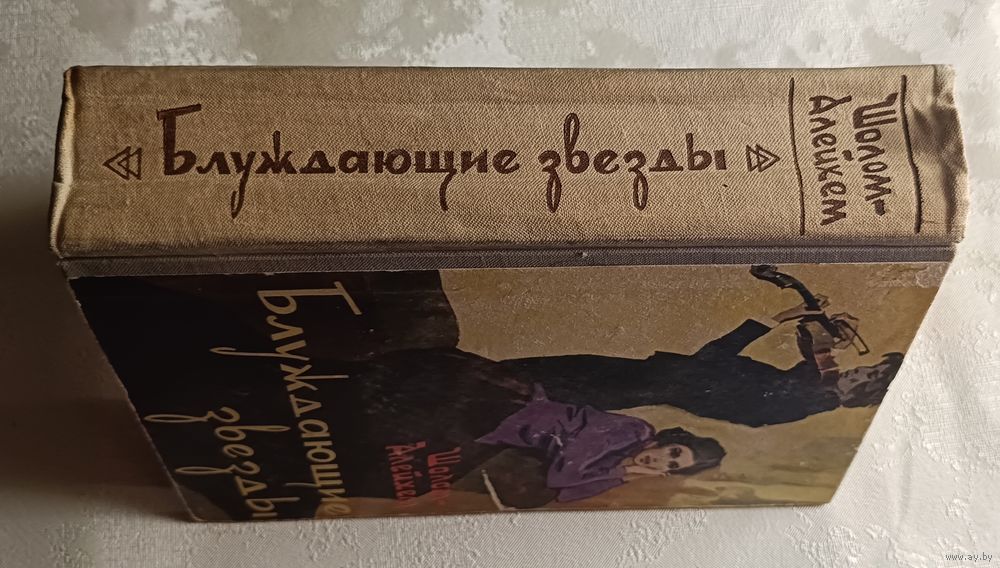 Блуждающие звезды
Шолом-
Алейхем
Блуждающие
звезды
Шолом-
Алейхем
www.ay.by